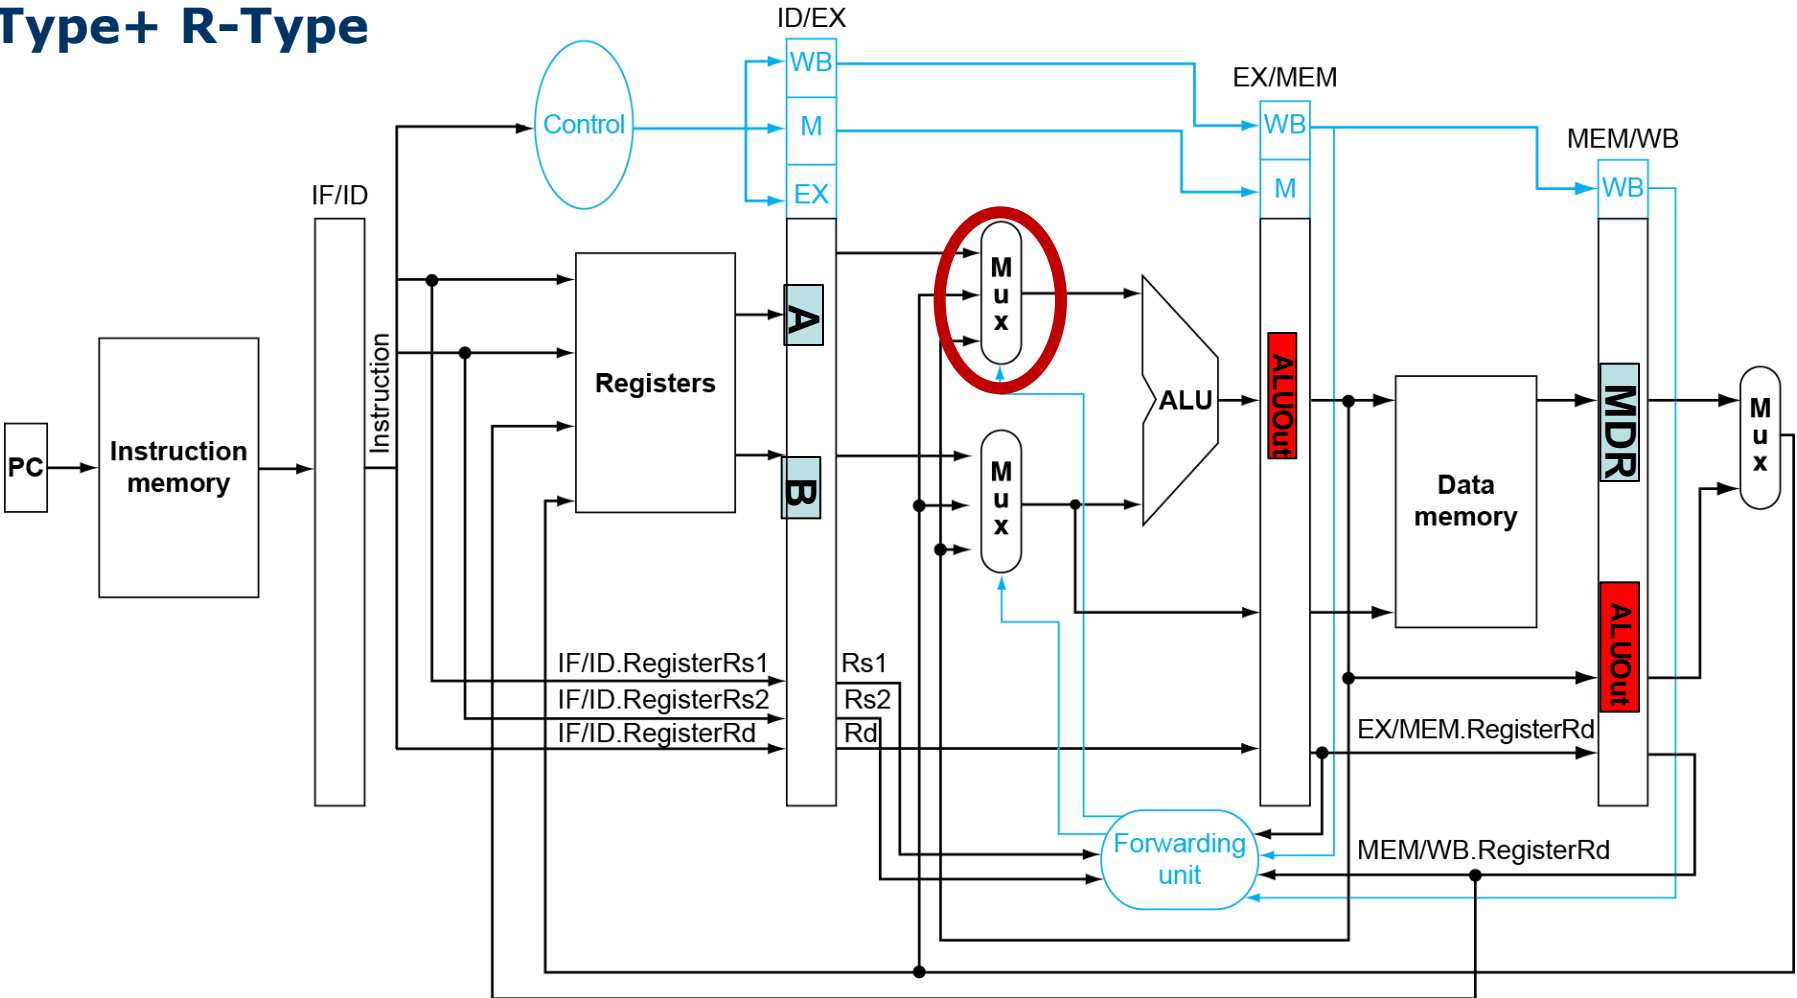 Type+ R-Type
ID/EX
WB
M
EX
Control
EX/MEM
WB
M
MEM/WB
WB
IF/ID
PC
Instruction
memory
Instruction
Registers
A
B
M
u
x
M
u
x
ALU
ALUOut
Data
memory
MDR
ALUOut
M
u
x
IF/ID.RegisterRs1
IF/ID.RegisterRs2
IF/ID.RegisterRd
Rs1
Rs2
Rd
EX/MEM.RegisterRd
Forwarding
unit
MEM/WB.RegisterRd